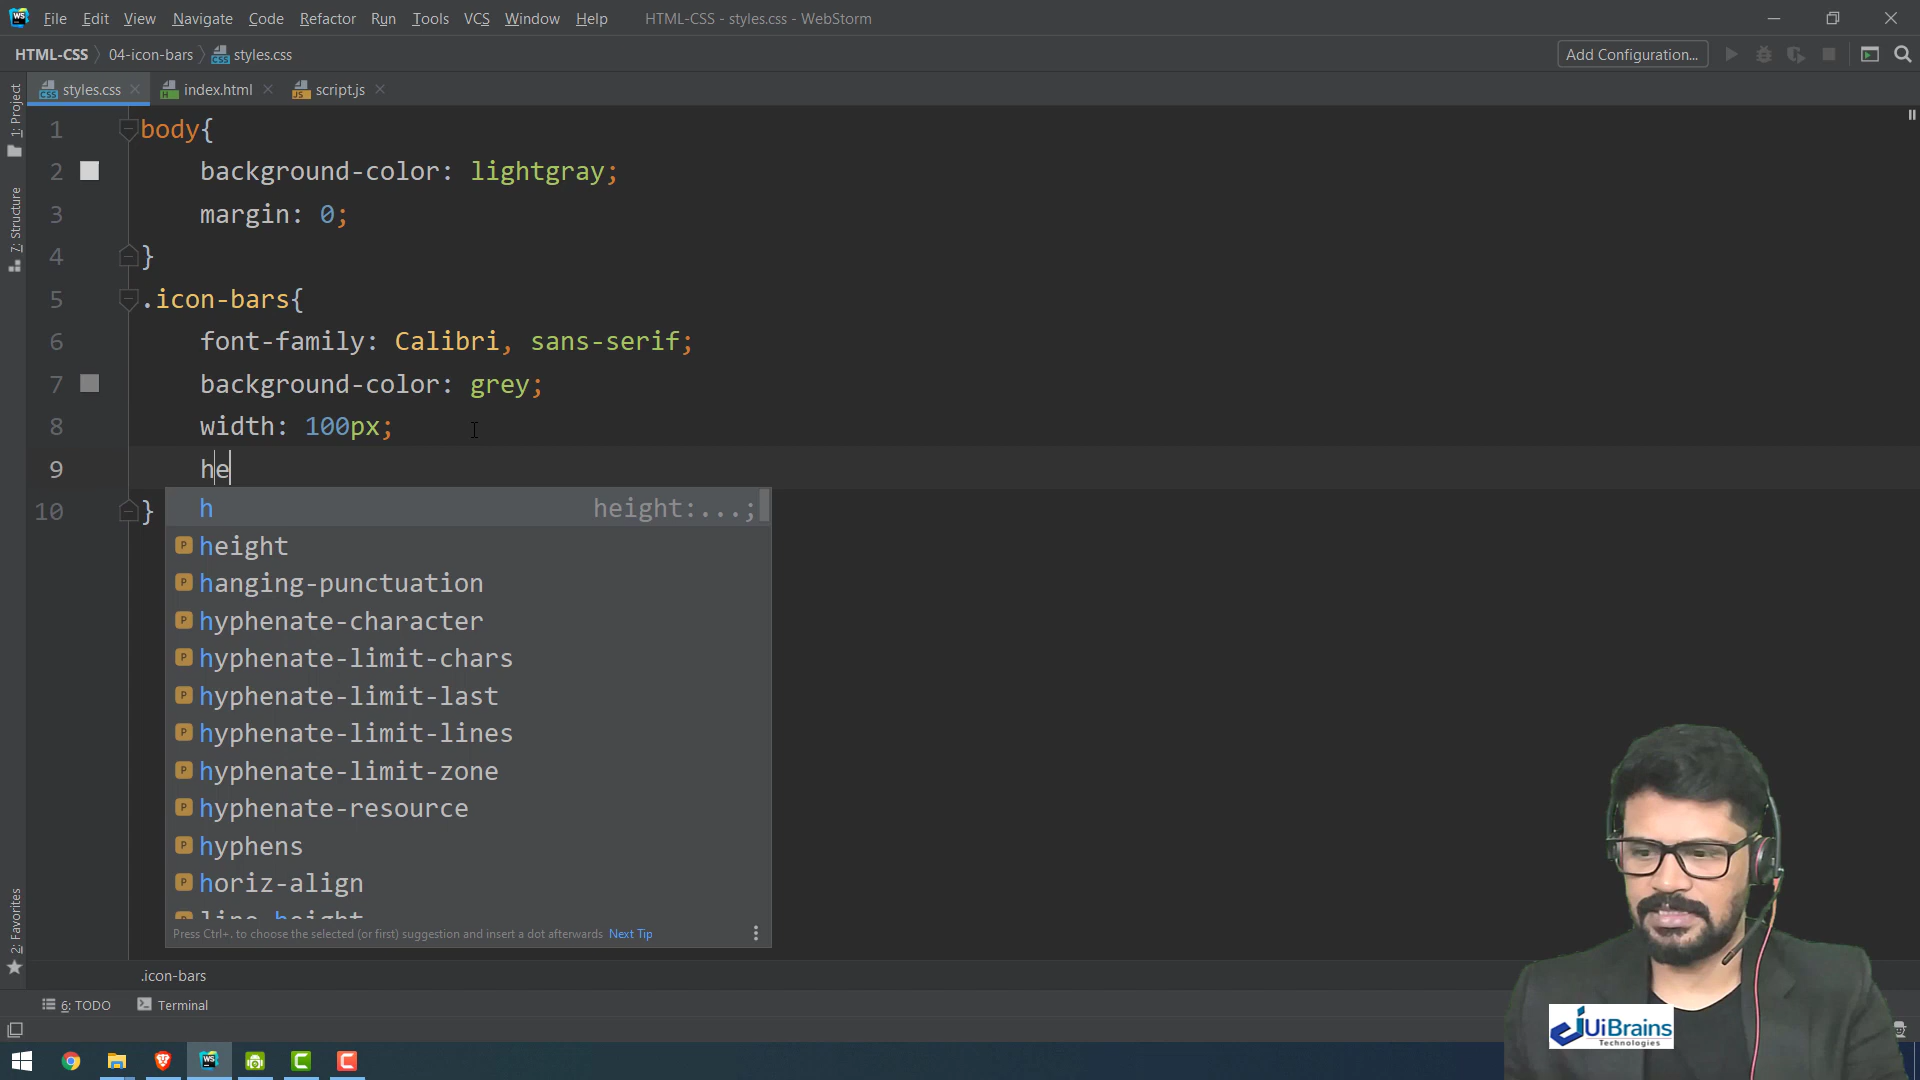 File Edit View Navigate Code Refactor Run Tools VCS Window Help HTML-CSS - styles.css - WebStorm
HTML-CSS 04-icon-bars styles.css Add Configuration...
styles.css index.html script.js
1: Project
7: Structure
2: Favorites
1 body{
2 background-color: lightgray;
3 margin: 0;
4 }
5 .icon-bars{
6 font-family: Calibri, sans-serif;
7 background-color: grey;
8 width: 100px;
9 he
10 }
h height:...;
height
hanging-punctuation
hyphenate-character
hyphenate-limit-chars
hyphenate-limit-last
hyphenate-limit-lines
hyphenate-limit-zone
hyphenate-resource
hyphens
horiz-align
line-height
Press Ctrl+. to choose the selected (or first) suggestion and insert a dot afterwards Next Tip
.icon-bars
6: TODO Terminal
UiBrains
Technologies